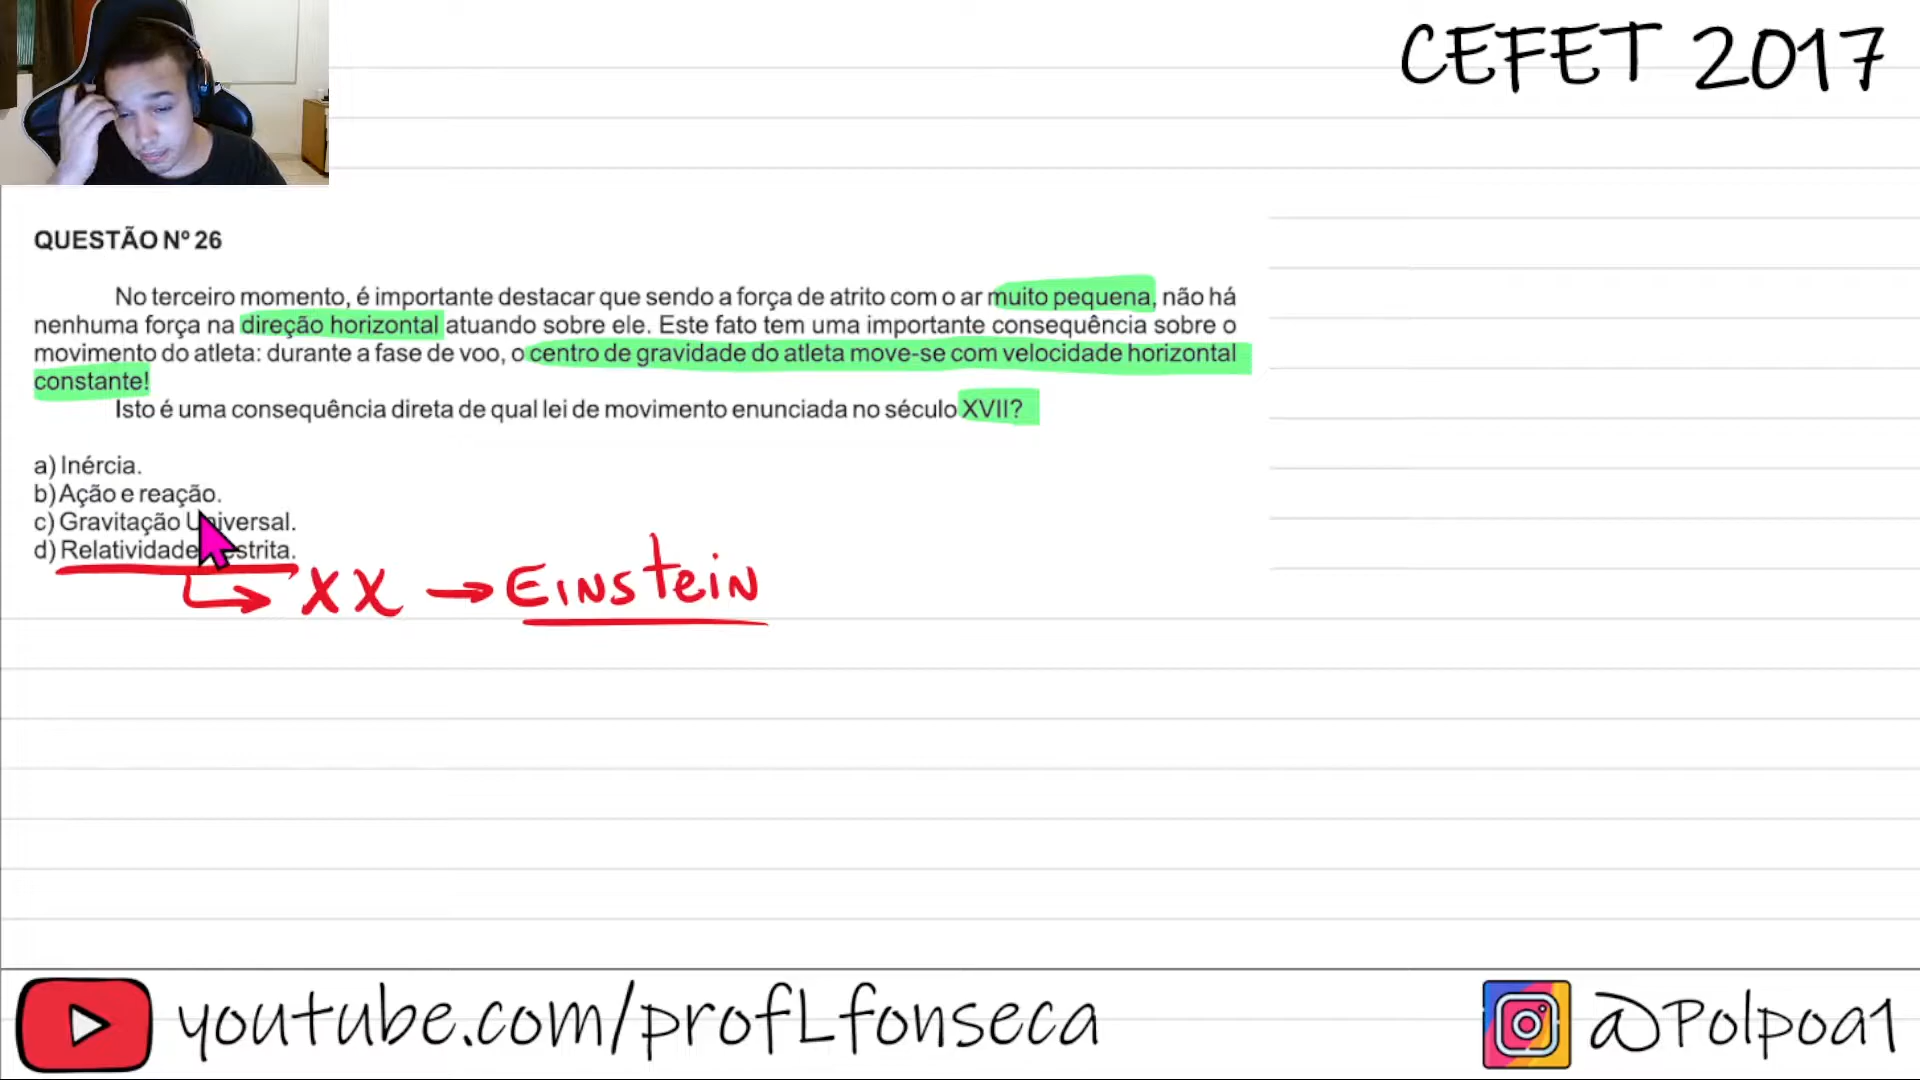 CEFET 2017
QUESTÃO Nº 26
No terceiro momento, é importante destacar que sendo a força de atrito com o ar muito pequena, não há
nenhuma força na direção horizontal atuando sobre ele. Este fato tem uma importante consequência sobre o
movimento do atleta: durante a fase de voo, o centro de gravidade do atleta move-se com velocidade horizontal
constante!
Isto é uma consequência direta de qual lei de movimento enunciada no século XVII?
a) Inércia.
b) Ação e reação.
c) Gravitação Universal.
d) Relatividade
XX → Einstein
youtube.com/profLfonseca
@Polpoa1